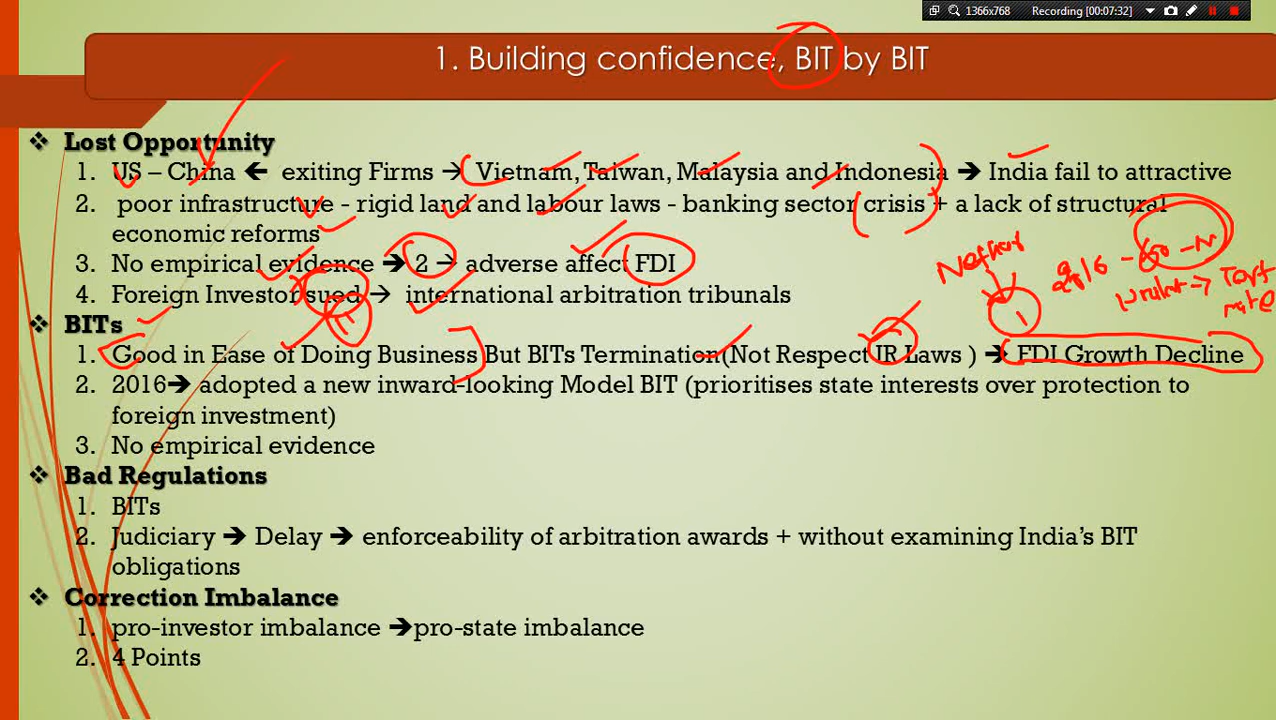 1366x768 Recording [00:07:32]
1. Building confidence, BIT by BIT
❖ Lost Opportunity
1. US – China 🡸 exiting Firms → Vietnam, Taiwan, Malaysia and Indonesia 🡺 India fail to attractive
2. poor infrastructure - rigid land and labour laws - banking sector crisis + a lack of structural
economic reforms
3. No empirical evidence 🡺 2 → adverse affect FDI
4. Foreign Investor sued → international arbitration tribunals
❖ BITs
1. Good in Ease of Doing Business But BITs Termination(Not Respect IR Laws ) 🡺 FDI Growth Decline
2. 2016🡺 adopted a new inward-looking Model BIT (prioritises state interests over protection to
foreign investment)
3. No empirical evidence
❖ Bad Regulations
1. BITs
2. Judiciary 🡺 Delay 🡺 enforceability of arbitration awards + without examining India’s BIT
obligations
❖ Correction Imbalance
1. pro-investor imbalance 🡺pro-state imbalance
2. 4 Points